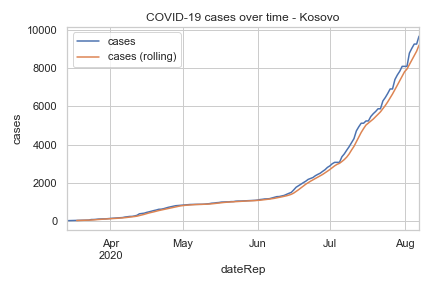 COVID-19 cases over time - Kosovo
cases
cases (rolling)
10000
8000
6000
4000
2000
0
cases
Apr
2020
May
Jun
Jul
Aug
dateRep